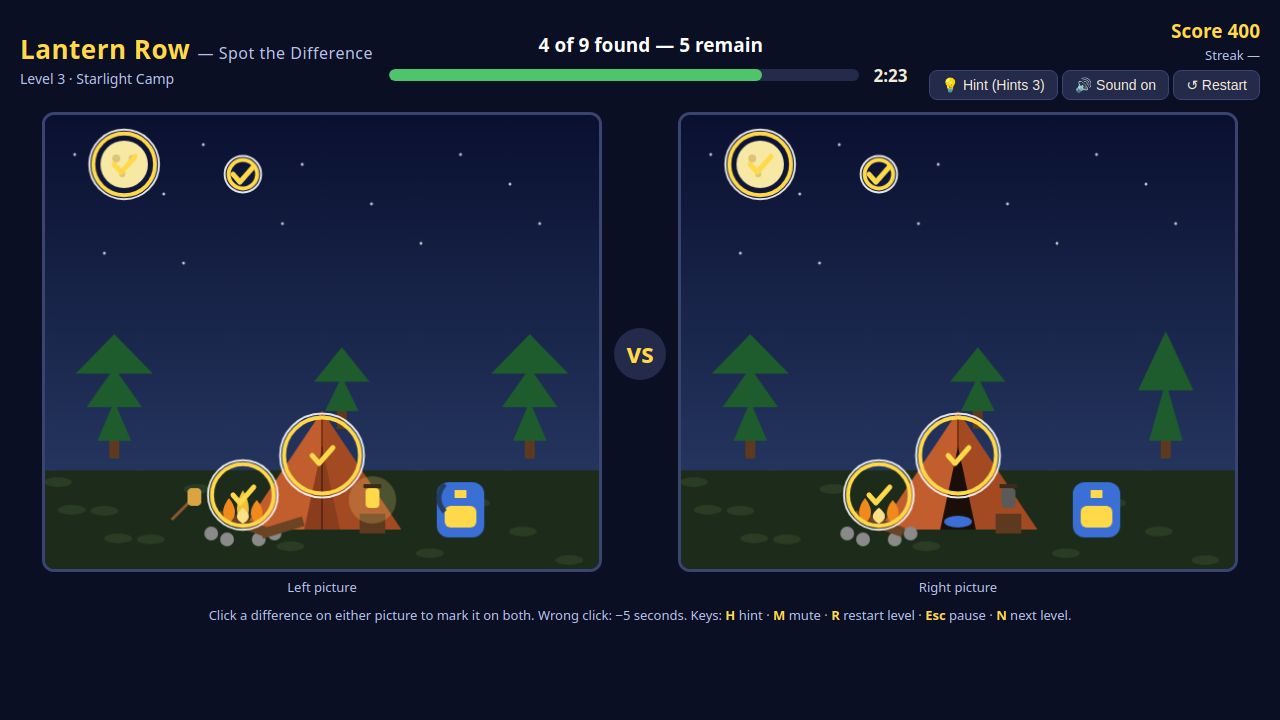 Lantern Row — Spot the Difference
Level 3 · Starlight Camp
4 of 9 found — 5 remain
2:23
Score 400
Streak —
💡 Hint (Hints 3)
🔊 Sound on
↺ Restart
VS
Left picture
Right picture
Click a difference on either picture to mark it on both. Wrong click: −5 seconds. Keys: H hint · M mute · R restart level · Esc pause · N next level.